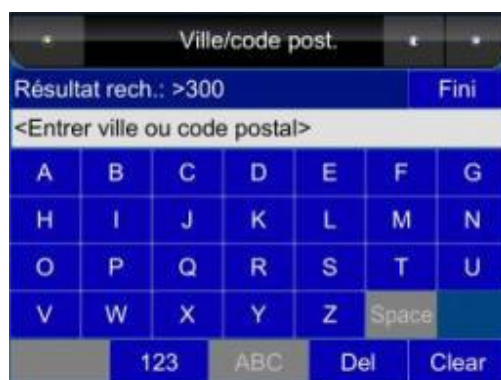 Ville/code post.
Résultat rech.: >300 Fini
<Entrer ville ou code postal>
A B C D E F G
H I J K L M N
O P Q R S T U
V W X Y Z Space
123 ABC Del Clear